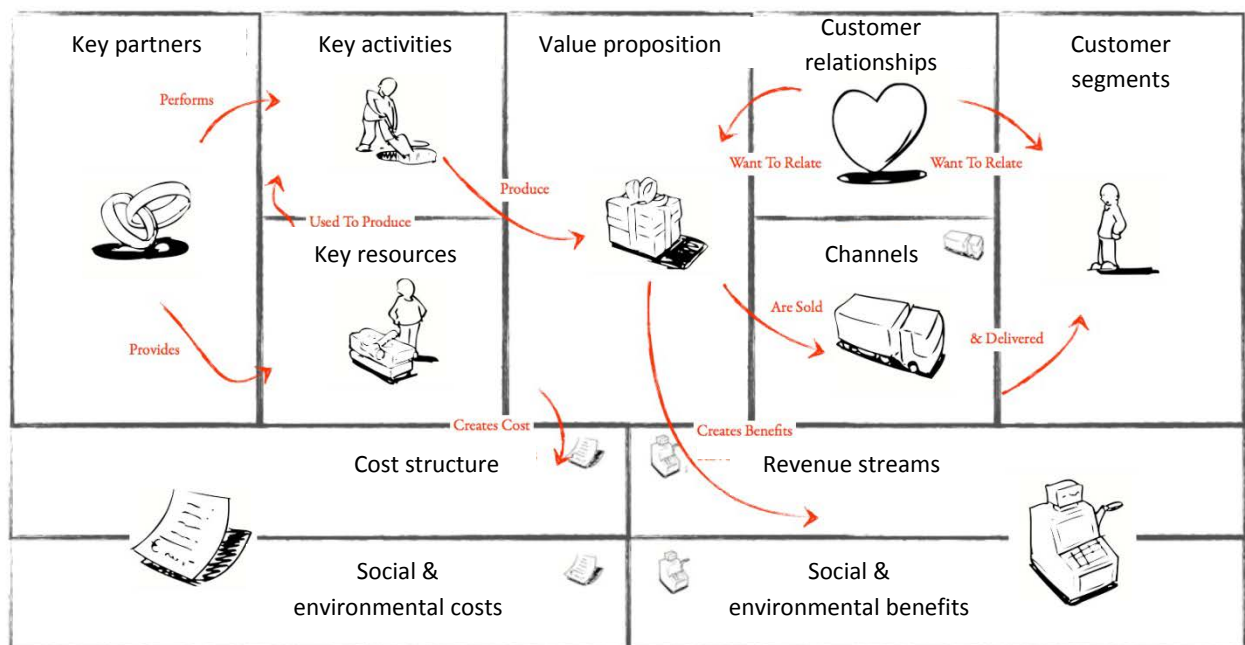 Key partners
Key activities
Value proposition
Customer
relationships
Customer
segments
Performs
Want To Relate
Want To Relate
Produce
Used To Produce
Key resources
Channels
Are Sold
& Delivered
Provides
Creates Cost
Creates Benefits
Cost structure
Revenue streams
Social &
environmental costs
Social &
environmental benefits